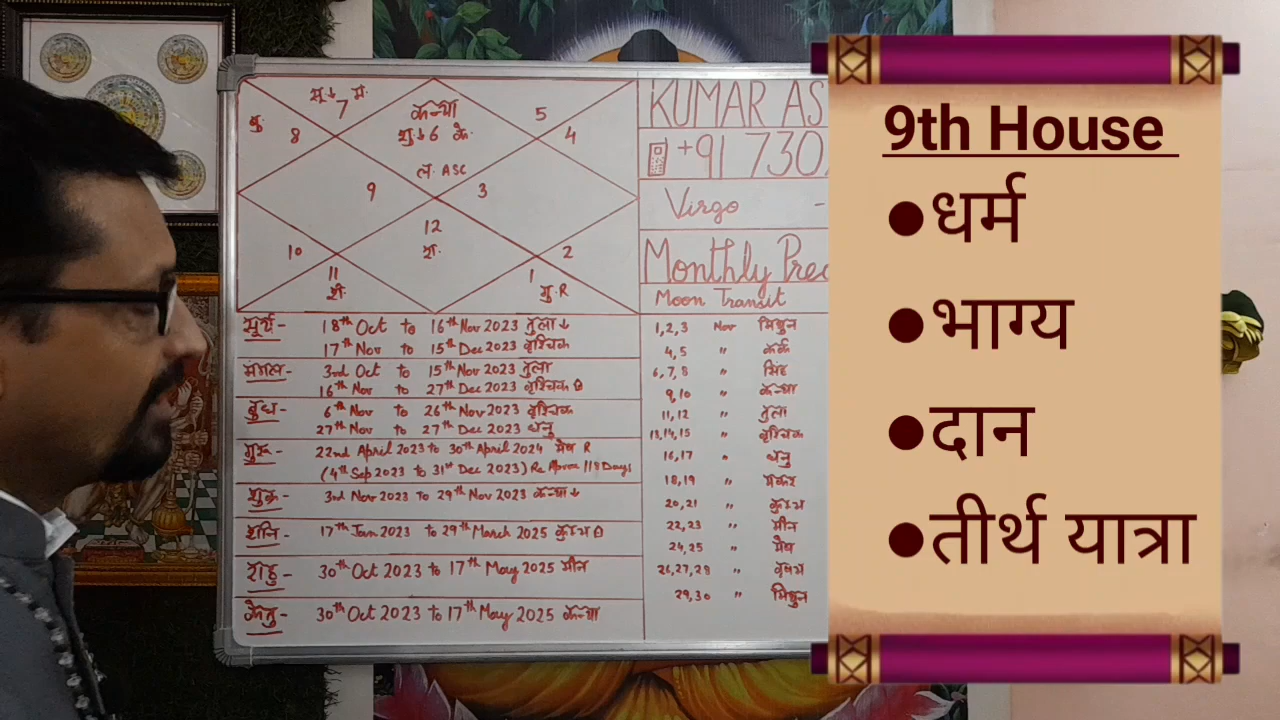 सू↓ मं
7
बु
8
कन्या
शु↓6 के
ल. ASC
5
4
9
3
10
12
रा.
2
11
श.
1
गु. R
सूर्य - 18th Oct to 16th Nov 2023 तुला↓
17th Nov to 15th Dec 2023 वृश्चिक
मंगल - 3rd Oct to 15th Nov 2023 तुला
16th Nov to 27th Dec 2023 वृश्चिक
बुध - 6th Nov to 26th Nov 2023 वृश्चिक
27th Nov to 27th Dec 2023 धनु
गुरू - 22nd April 2023 to 30th April 2024 मेष R
(4th Sep 2023 to 31st Dec 2023) 118 Days
शुक्र - 3rd Nov 2023 to 29th Nov 2023 कन्या↓
शनि - 17th Jan 2023 to 29th March 2025 कुम्भ
राहु - 30th Oct 2023 to 17th May 2025 मीन
केतु - 30th Oct 2023 to 17th May 2025 कन्या
KUMAR AS
+91 730
Virgo -
Monthly Pred
Moon Transit
1,2,3 Nov मिथुन
4,5 " कर्क
6,7,8 " सिंह
9,10 " कन्या
11,12 " तुला
13,14,15 " वृश्चिक
16,17 " धनु
18,19 " मकर
20,21 " कुम्भ
22,23 " मीन
24,25 " मेष
26,27,28 " वृषभ
29,30 " मिथुन
9th House
●धर्म
●भाग्य
●दान
●तीर्थ यात्रा